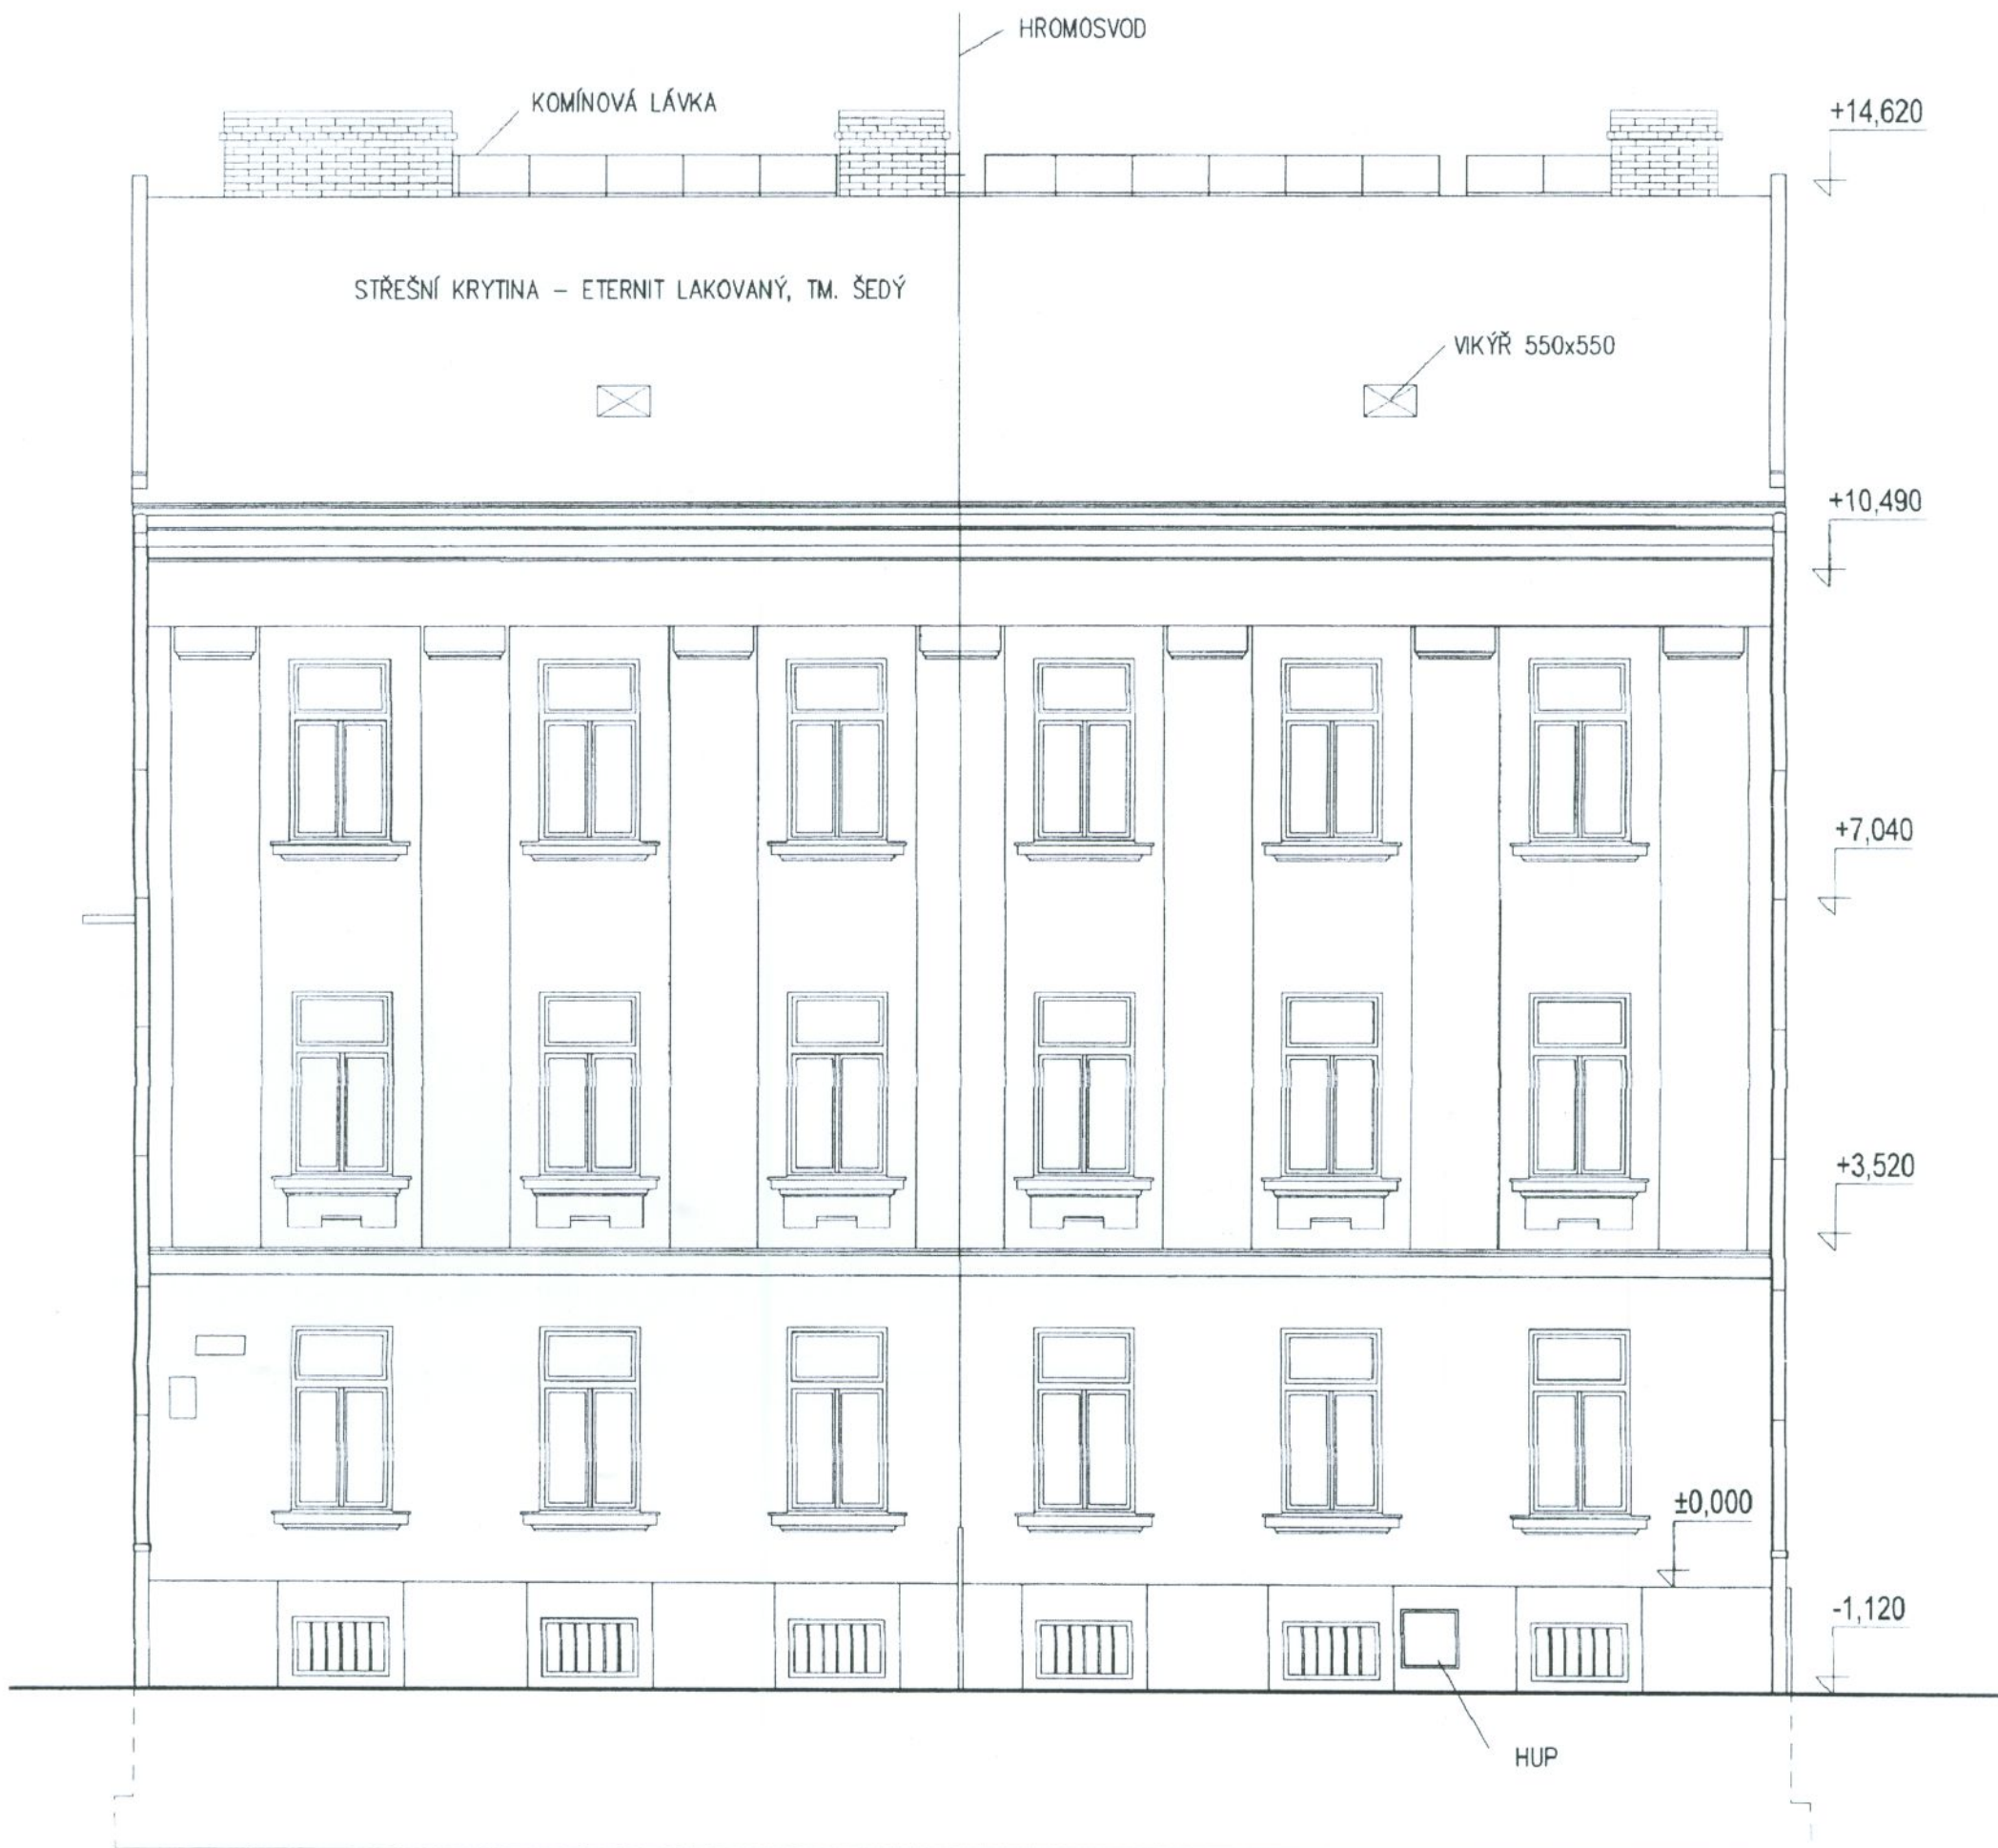 HROMOSVOD
KOMÍNOVÁ LÁVKA
+14,620
STŘEŠNÍ KRYTINA – ETERNIT LAKOVANÝ, TM. ŠEDÝ
VIKÝŘ 550x550
+10,490
+7,040
+3,520
±0,000
-1,120
HUP